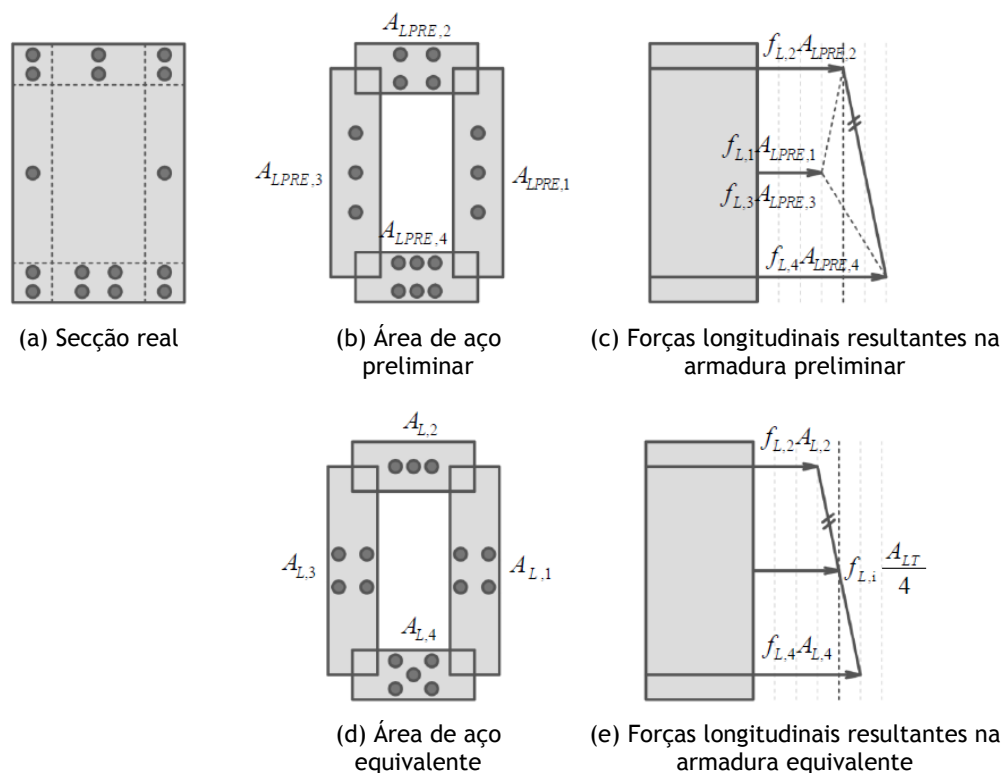 A_{LPRE,2}
A_{LPRE,3}
A_{LPRE,1}
A_{LPRE,4}
f_{L,2}A_{LPRE,2}
f_{L,1}A_{LPRE,1}
f_{L,3}A_{LPRE,3}
f_{L,4}A_{LPRE,4}
(a) Secção real
(b) Área de aço
preliminar
(c) Forças longitudinais resultantes na
armadura preliminar
A_{L,2}
A_{L,3}
A_{L,1}
A_{L,4}
f_{L,2}A_{L,2}
f_{L,i} \frac{A_{LT}}{4}
f_{L,4}A_{L,4}
(d) Área de aço
equivalente
(e) Forças longitudinais resultantes na
armadura equivalente